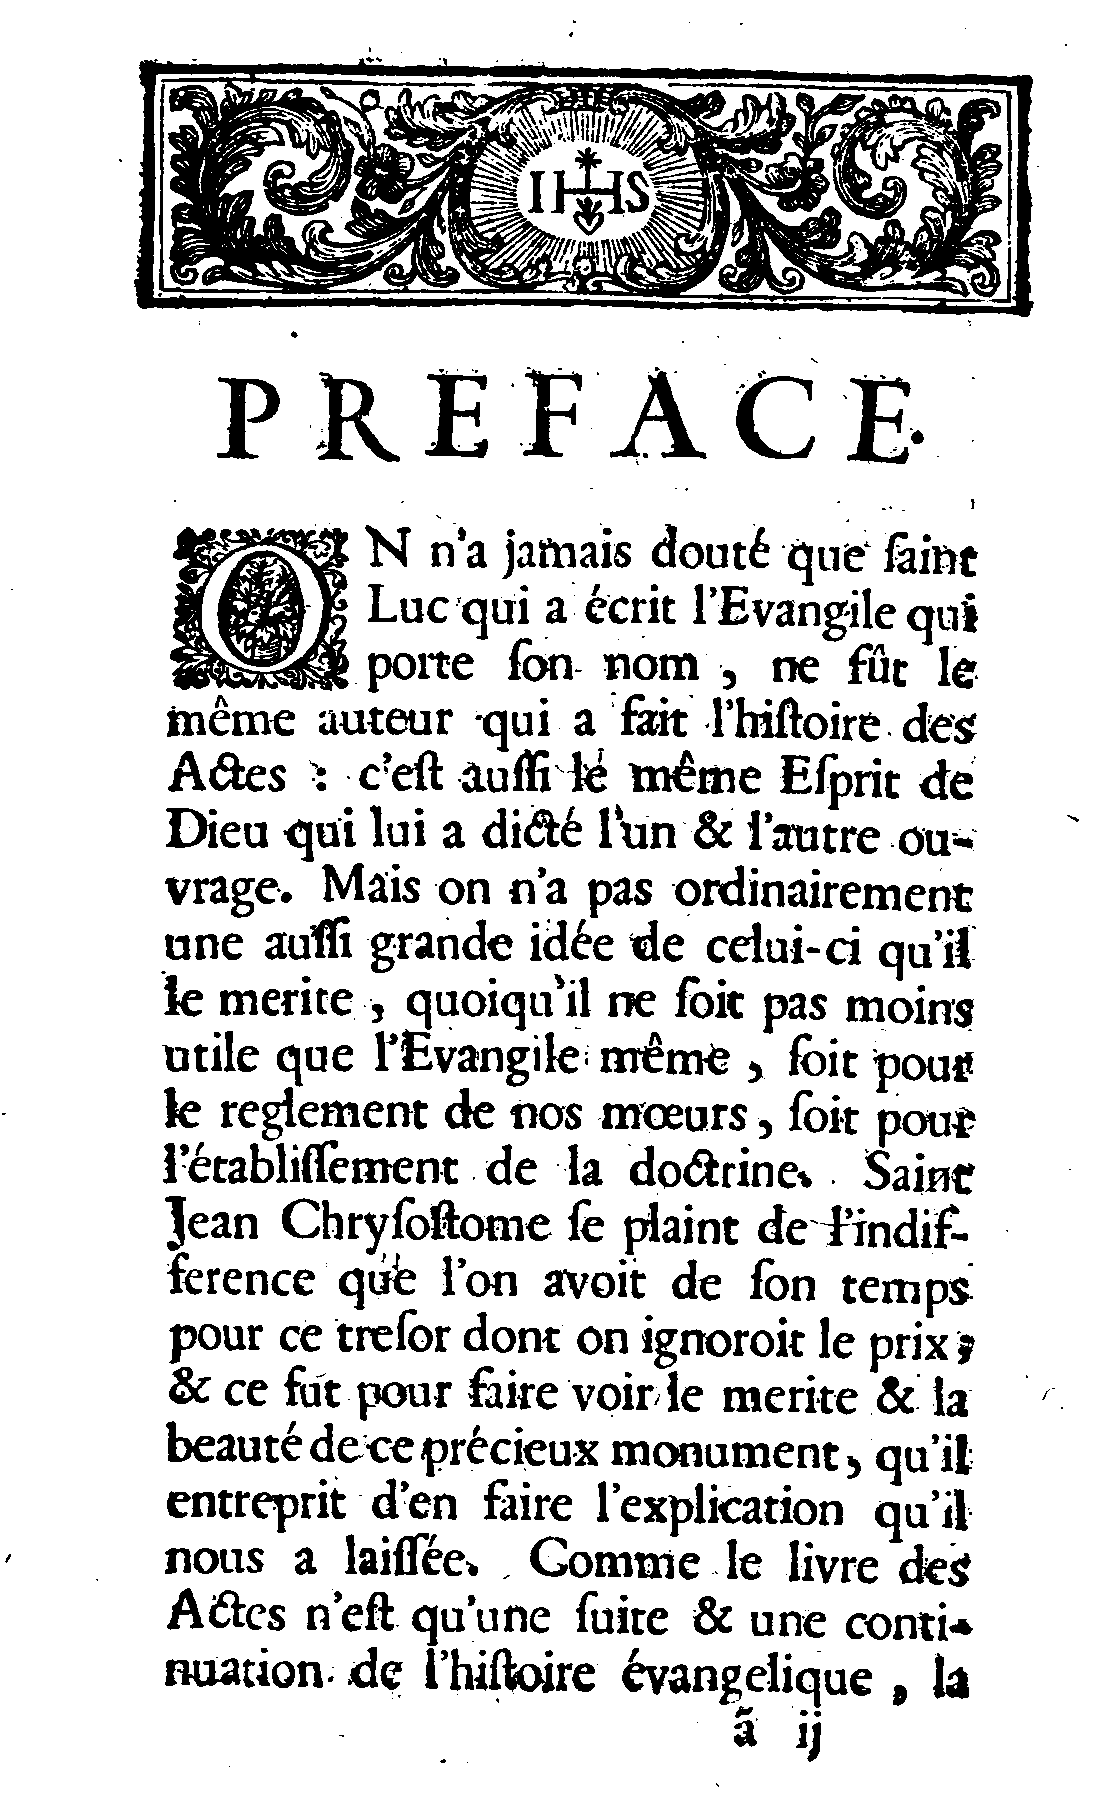 IHS
PREFACE.
ON n'a jamais douté que ſaint
Luc qui a écrit l'Evangile qui
porte ſon nom , ne fût le
même auteur qui a fait l'hiſtoire des
Actes : c'eſt auſſi le même Eſprit de
Dieu qui lui a dicté l'un & l'autre ou-
vrage. Mais on n'a pas ordinairement
une auſſi grande idée de celui-ci qu'il
le merite , quoiqu'il ne ſoit pas moins
utile que l'Evangile même , ſoit pour
le reglement de nos mœurs , ſoit pour
l'établiſſement de la doctrine. Saint
Jean Chryſoſtome ſe plaint de l'indif-
ference que l'on avoit de ſon temps
pour ce treſor dont on ignoroit le prix ;
& ce fut pour faire voir le merite & la
beauté de ce précieux monument , qu'il
entreprit d'en faire l'explication qu'il
nous a laiſſée. Comme le livre des
Actes n'eſt qu'une ſuite & une conti-
nuation de l'hiſtoire évangelique , la
ã ij